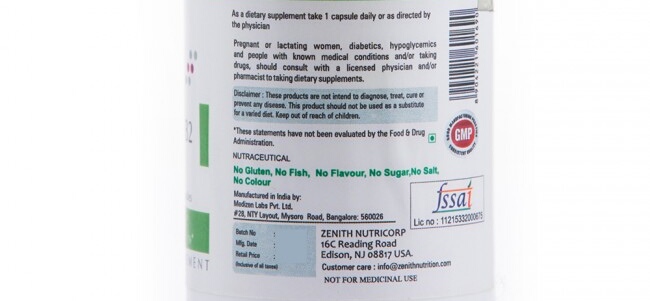 As a dietary supplement take 1 capsule daily or as directed by
the physician
Pregnant or lactating women, diabetics, hypoglycemics
and people with known medical conditions and/or taking
drugs, should consult with a licensed physician and/or
pharmacist to taking dietary supplements.
Disclaimer : These products are not intend to diagnose, treat, cure or
prevent any disease. This product should not be used as a substitute
for a varied diet. Keep out of reach of children.
*These statements have not been evaluated by the Food & Drug
Administration.
NUTRACEUTICAL
No Gluten, No Fish, No Flavour, No Sugar,No Salt,
No Colour
Manufactured in India by:
Medizen Labs Pvt. Ltd.
#28, NTY Layout, Mysore Road, Bangalore: 560026
GMP
fssai
Lic no : 11215332000675
Batch No :
Mfg. Date :
Retail Price :
(Inclusive of all taxes)
ZENITH NUTRICORP
16C Reading Road
Edison, NJ 08817 USA.
Customer care : info@zenithnutrition.com
NOT FOR MEDICINAL USE